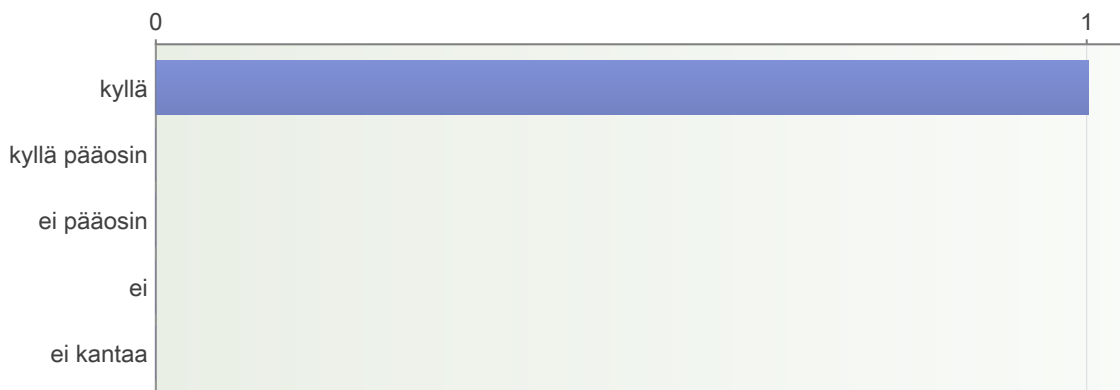 0 1
kyllä
kyllä pääosin
ei pääosin
ei
ei kantaa